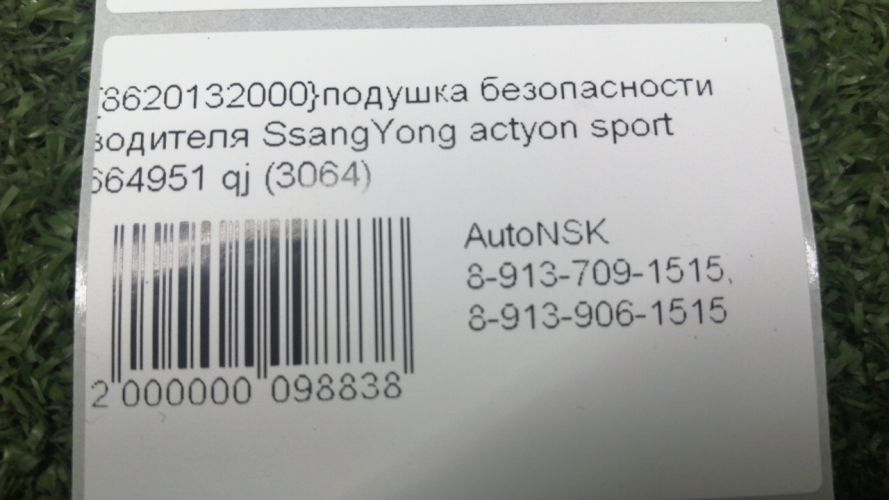 {8620132000}подушка безопасности
водителя SsangYong actyon sport
664951 qj (3064)
AutoNSK
8-913-709-1515,
8-913-906-1515
2 000000 098838